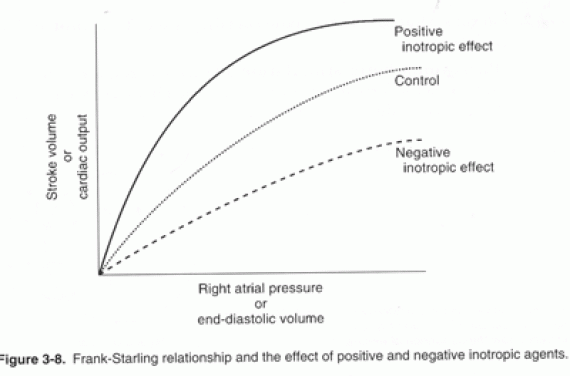 Positive
inotropic effect
Control
Stroke volume
or
cardiac output
Negative
inotropic effect
Right atrial pressure
or
end-diastolic volume
Figure 3-8. Frank-Starling relationship and the effect of positive and negative inotropic agents.